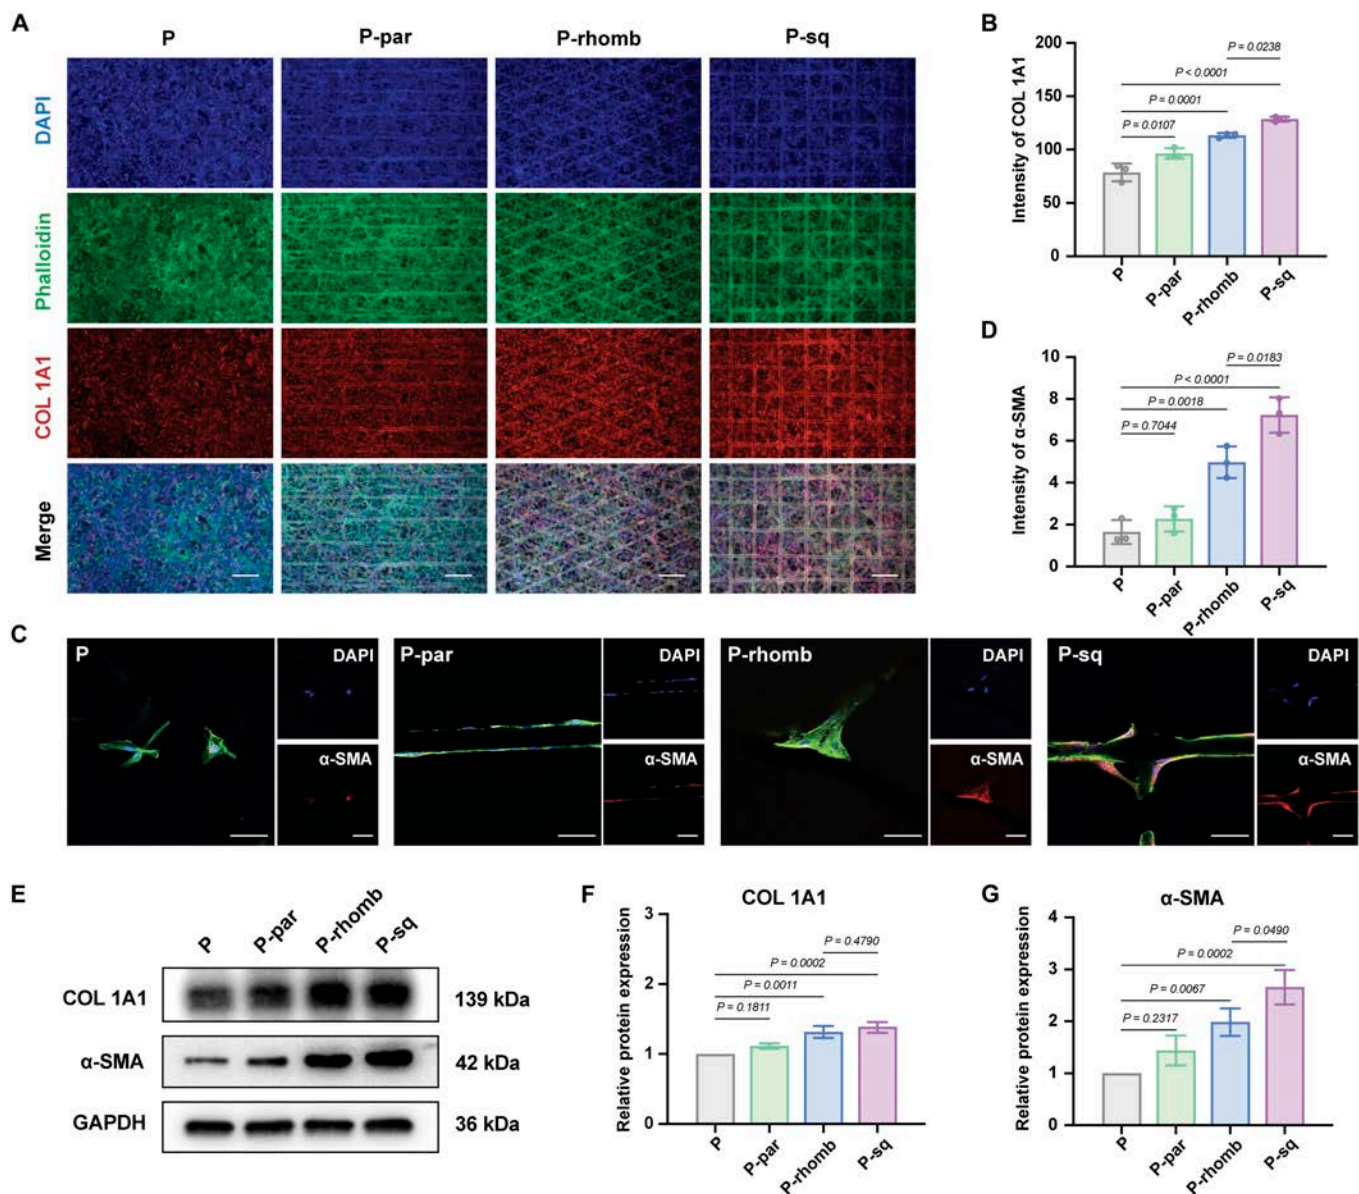 A
P
P-par
P-rhomb
P-sq
DAPI
Phalloidin
COL 1A1
Merge
B
Intensity of COL 1A1
200
150
100
50
0
P = 0.0238
P < 0.0001
P = 0.0001
P = 0.0107
P
P-par
P-rhomb
P-sq
D
Intensity of α-SMA
10
8
6
4
2
0
P = 0.0183
P < 0.0001
P = 0.0018
P = 0.7044
P
P-par
P-rhomb
P-sq
C
P
DAPI
α-SMA
P-par
DAPI
α-SMA
P-rhomb
DAPI
α-SMA
P-sq
DAPI
α-SMA
E
P
P-par
P-rhomb
P-sq
COL 1A1
139 kDa
α-SMA
42 kDa
GAPDH
36 kDa
F
COL 1A1
Relative protein expression
3
2
1
0
P = 0.4790
P = 0.0002
P = 0.0011
P = 0.1811
P
P-par
P-rhomb
P-sq
G
α-SMA
Relative protein expression
4
3
2
1
0
P = 0.0490
P = 0.0002
P = 0.0067
P = 0.2317
P
P-par
P-rhomb
P-sq